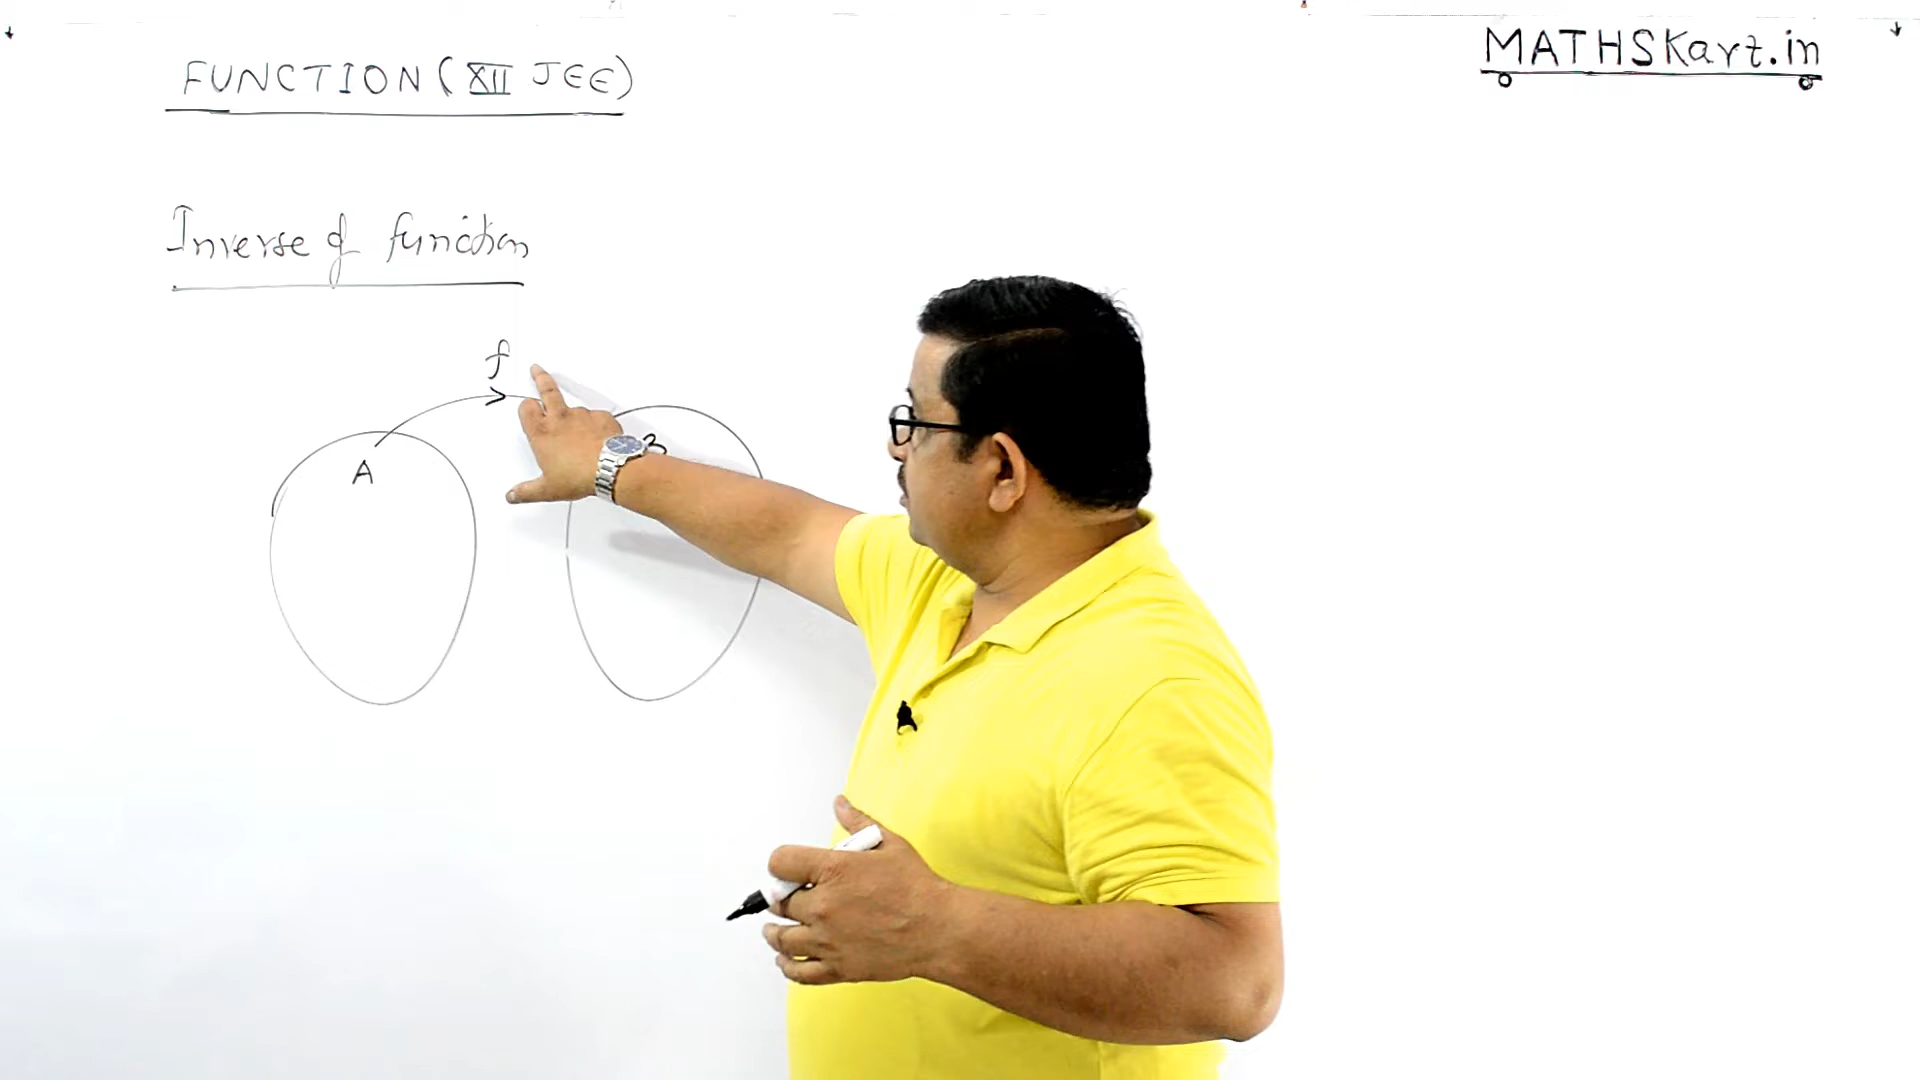 FUNCTION (XII JEE)
MATHSKart.in
Inverse of function
f
A
B